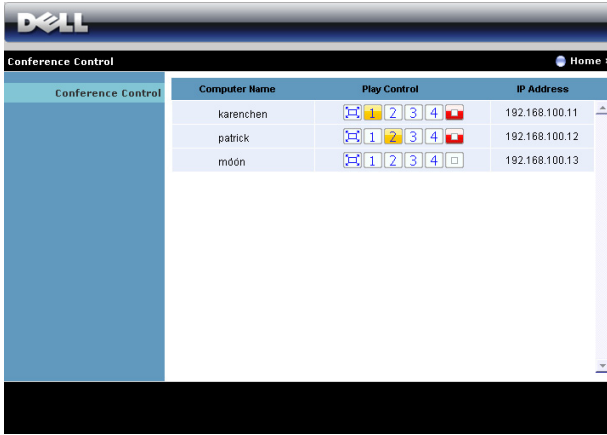 DELL
Conference Control
Home
Conference Control
Computer Name Play Control IP Address
karenchen 1 2 3 4 192.168.100.11
patrick 1 2 3 4 192.168.100.12
móón 1 2 3 4 192.168.100.13